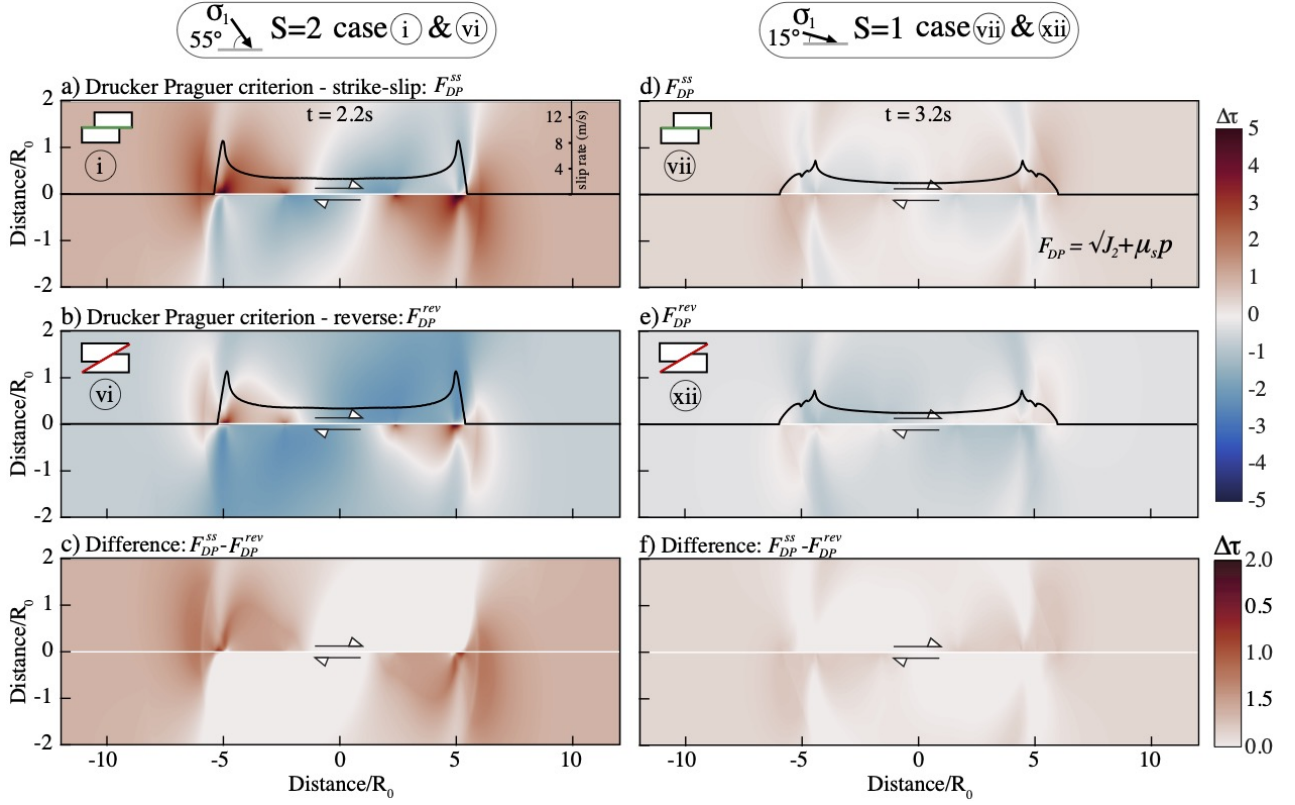 σ₁ 55° S=2 case i & vi
σ₁ 15° S=1 case vii & xii
a) Drucker Praguer criterion - strike-slip: F_DP^ss
t = 2.2s
i
12
8
4
slip rate (m/s)
2
1
0
-1
-2
Distance/R₀
d) F_DP^ss
t = 3.2s
vii
F_DP = √J₂+μ_sp
Δτ
5
4
3
2
1
0
-1
-2
-3
-4
-5
b) Drucker Praguer criterion - reverse: F_DP^rev
vi
2
1
0
-1
-2
Distance/R₀
e) F_DP^rev
xii
c) Difference: F_DP^ss-F_DP^rev
2
1
0
-1
-2
Distance/R₀
-10 -5 0 5 10
Distance/R₀
f) Difference: F_DP^ss -F_DP^rev
-10 -5 0 5 10
Distance/R₀
Δτ
2.0
0.5
1.0
1.5
0.0